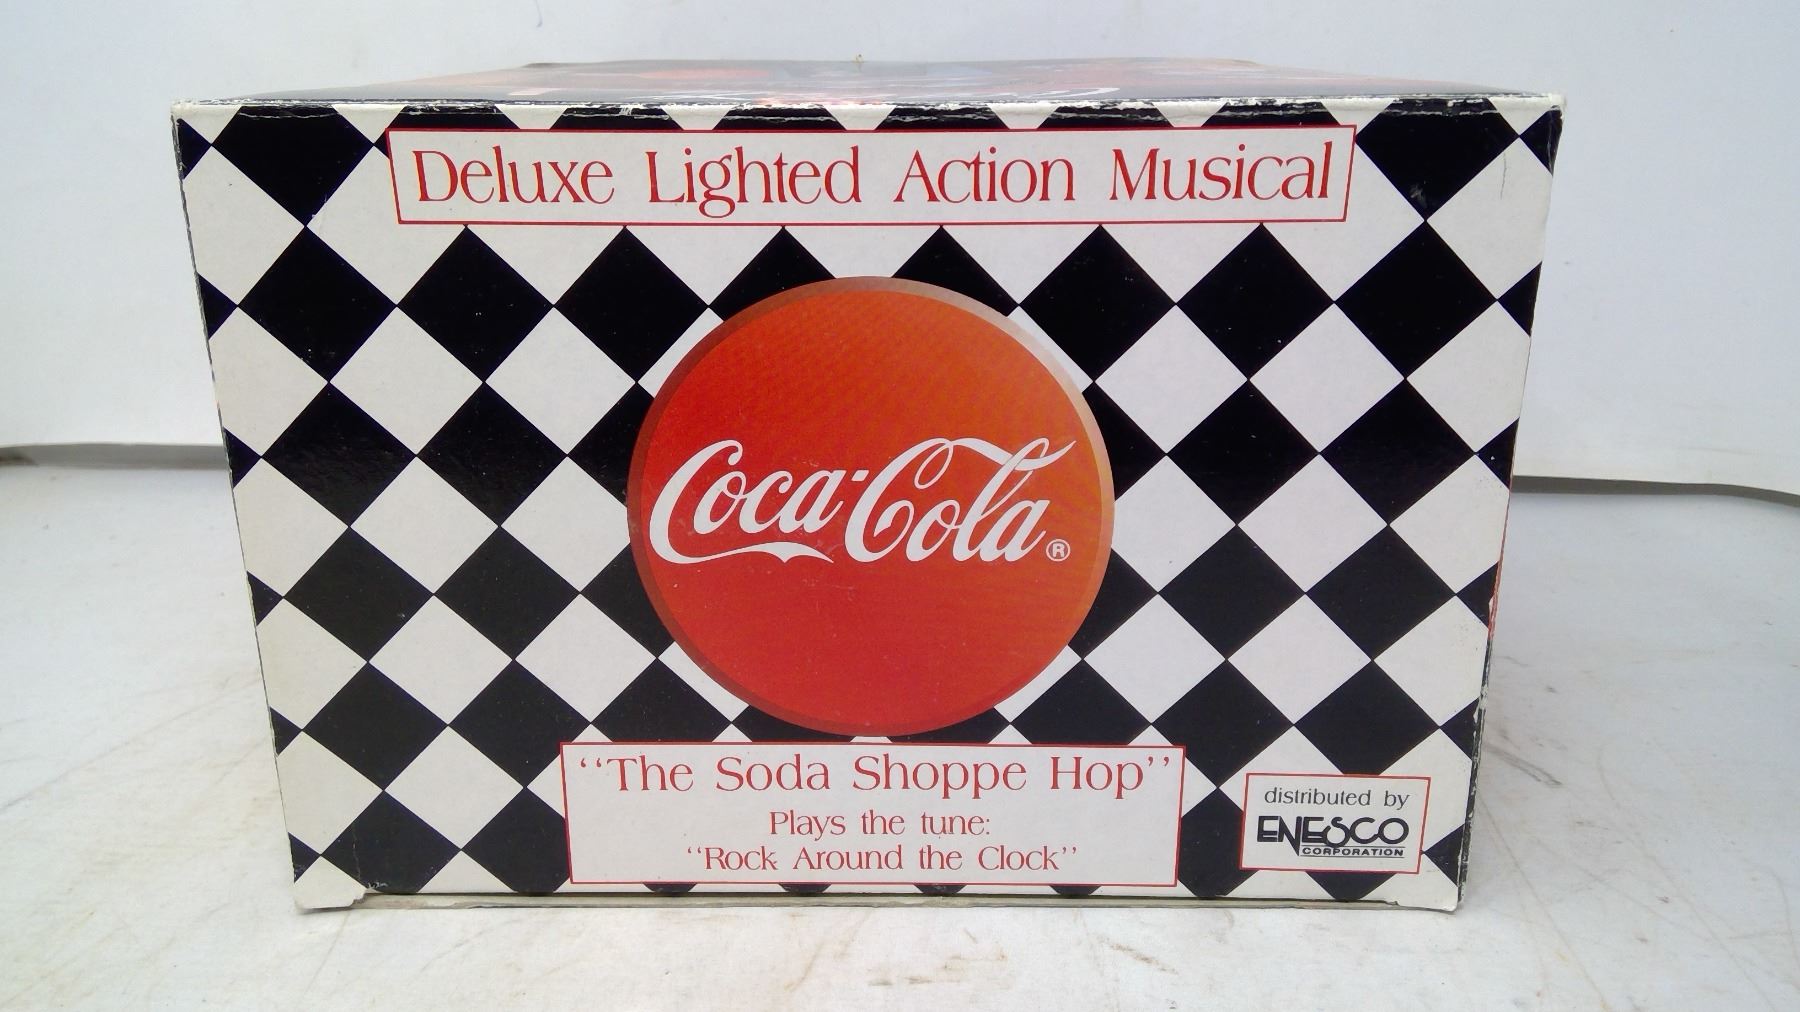 Deluxe Lighted Action Musical
Coca-Cola®
‘‘The Soda Shoppe Hop’’
Plays the tune:
‘‘Rock Around the Clock’’
distributed by
ENESCO
CORPORATION